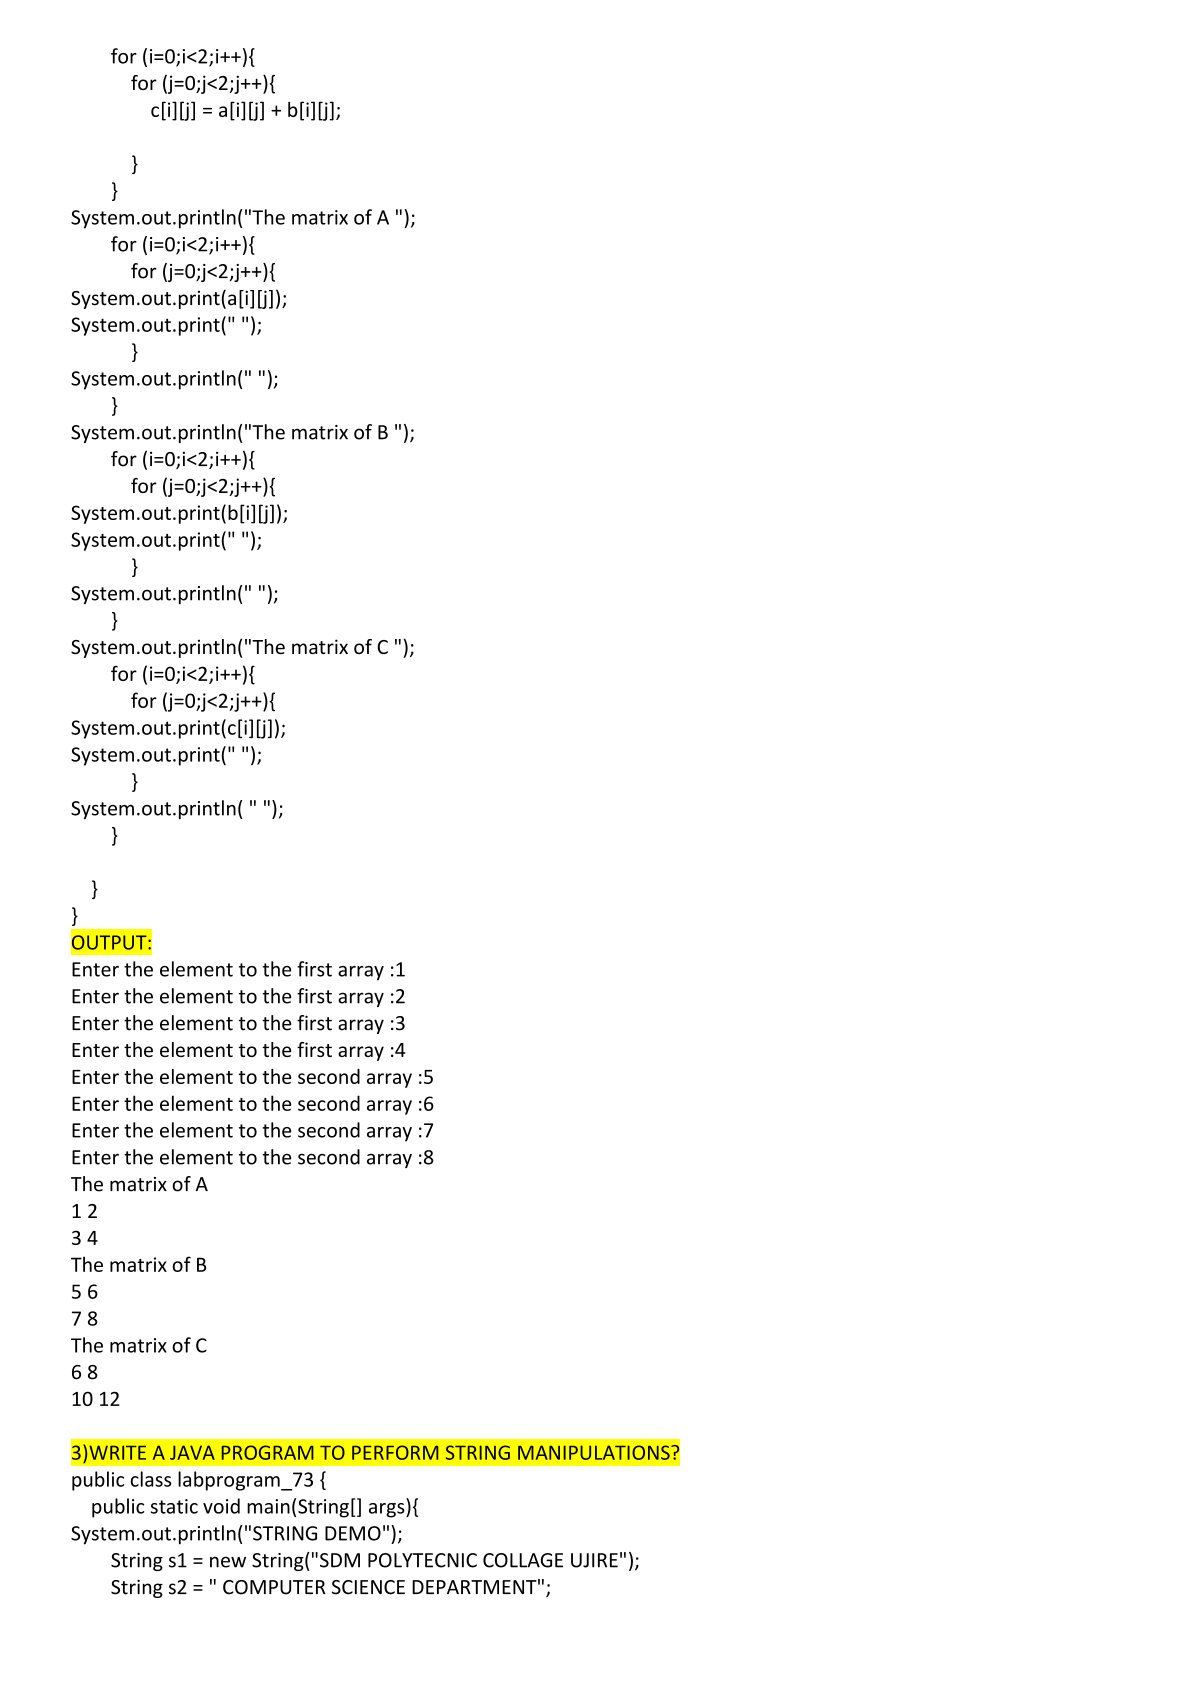 for (i=0;i<2;i++){
for (j=0;j<2;j++){
c[i][j] = a[i][j] + b[i][j];
}
}
System.out.println("The matrix of A ");
for (i=0;i<2;i++){
for (j=0;j<2;j++){
System.out.print(a[i][j]);
System.out.print(" ");
}
System.out.println(" ");
}
System.out.println("The matrix of B ");
for (i=0;i<2;i++){
for (j=0;j<2;j++){
System.out.print(b[i][j]);
System.out.print(" ");
}
System.out.println(" ");
}
System.out.println("The matrix of C ");
for (i=0;i<2;i++){
for (j=0;j<2;j++){
System.out.print(c[i][j]);
System.out.print(" ");
}
System.out.println( " ");
}
}
}
OUTPUT:
Enter the element to the first array :1
Enter the element to the first array :2
Enter the element to the first array :3
Enter the element to the first array :4
Enter the element to the second array :5
Enter the element to the second array :6
Enter the element to the second array :7
Enter the element to the second array :8
The matrix of A
1 2
3 4
The matrix of B
5 6
7 8
The matrix of C
6 8
10 12
3)WRITE A JAVA PROGRAM TO PERFORM STRING MANIPULATIONS?
public class labprogram_73 {
public static void main(String[] args){
System.out.println("STRING DEMO");
String s1 = new String("SDM POLYTECNIC COLLAGE UJIRE");
String s2 = " COMPUTER SCIENCE DEPARTMENT";